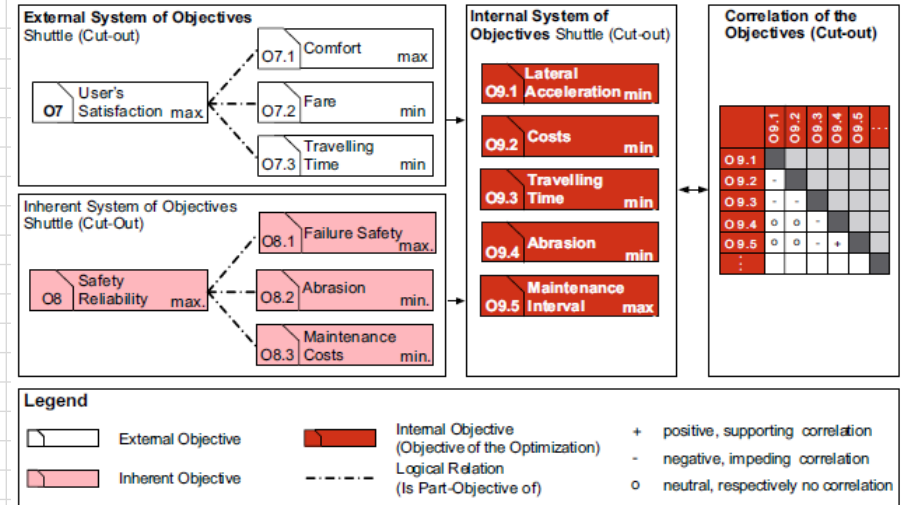 External System of Objectives
Shuttle (Cut-out)
O7
User's
Satisfaction max.
O7.1
Comfort
max
O7.2
Fare
min
O7.3
Travelling
Time
min
Inherent System of Objectives
Shuttle (Cut-Out)
O8
Safety
Reliability
max.
O8.1
Failure Safety
max.
O8.2
Abrasion
min.
O8.3
Maintenance
Costs
min.
Internal System of
Objectives Shuttle (Cut-out)
O9.1
Lateral
Acceleration min
O9.2
Costs
min
O9.3
Travelling
Time
min
O9.4
Abrasion
min
O9.5
Maintenance
Interval
max
Correlation of the
Objectives (Cut-out)
O9.1 O9.2 O9.3 O9.4 O9.5 ...
O9.1
O9.2 -
O9.3 - -
O9.4 o o -
O9.5 o o - +
⋮
Legend
External Objective
Inherent Objective
Internal Objective
(Objective of the Optimization)
Logical Relation
(Is Part-Objective of)
+ positive, supporting correlation
- negative, impeding correlation
o neutral, respectively no correlation